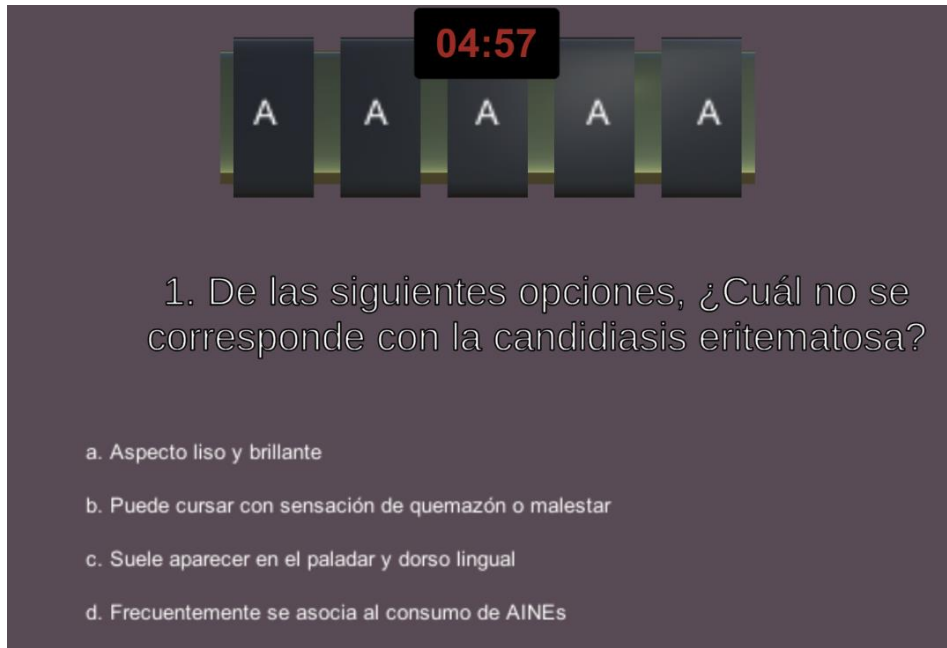 04:57
A A A A A
1. De las siguientes opciones, ¿Cuál no se
corresponde con la candidiasis eritematosa?
a. Aspecto liso y brillante
b. Puede cursar con sensación de quemazón o malestar
c. Suele aparecer en el paladar y dorso lingual
d. Frecuentemente se asocia al consumo de AINEs